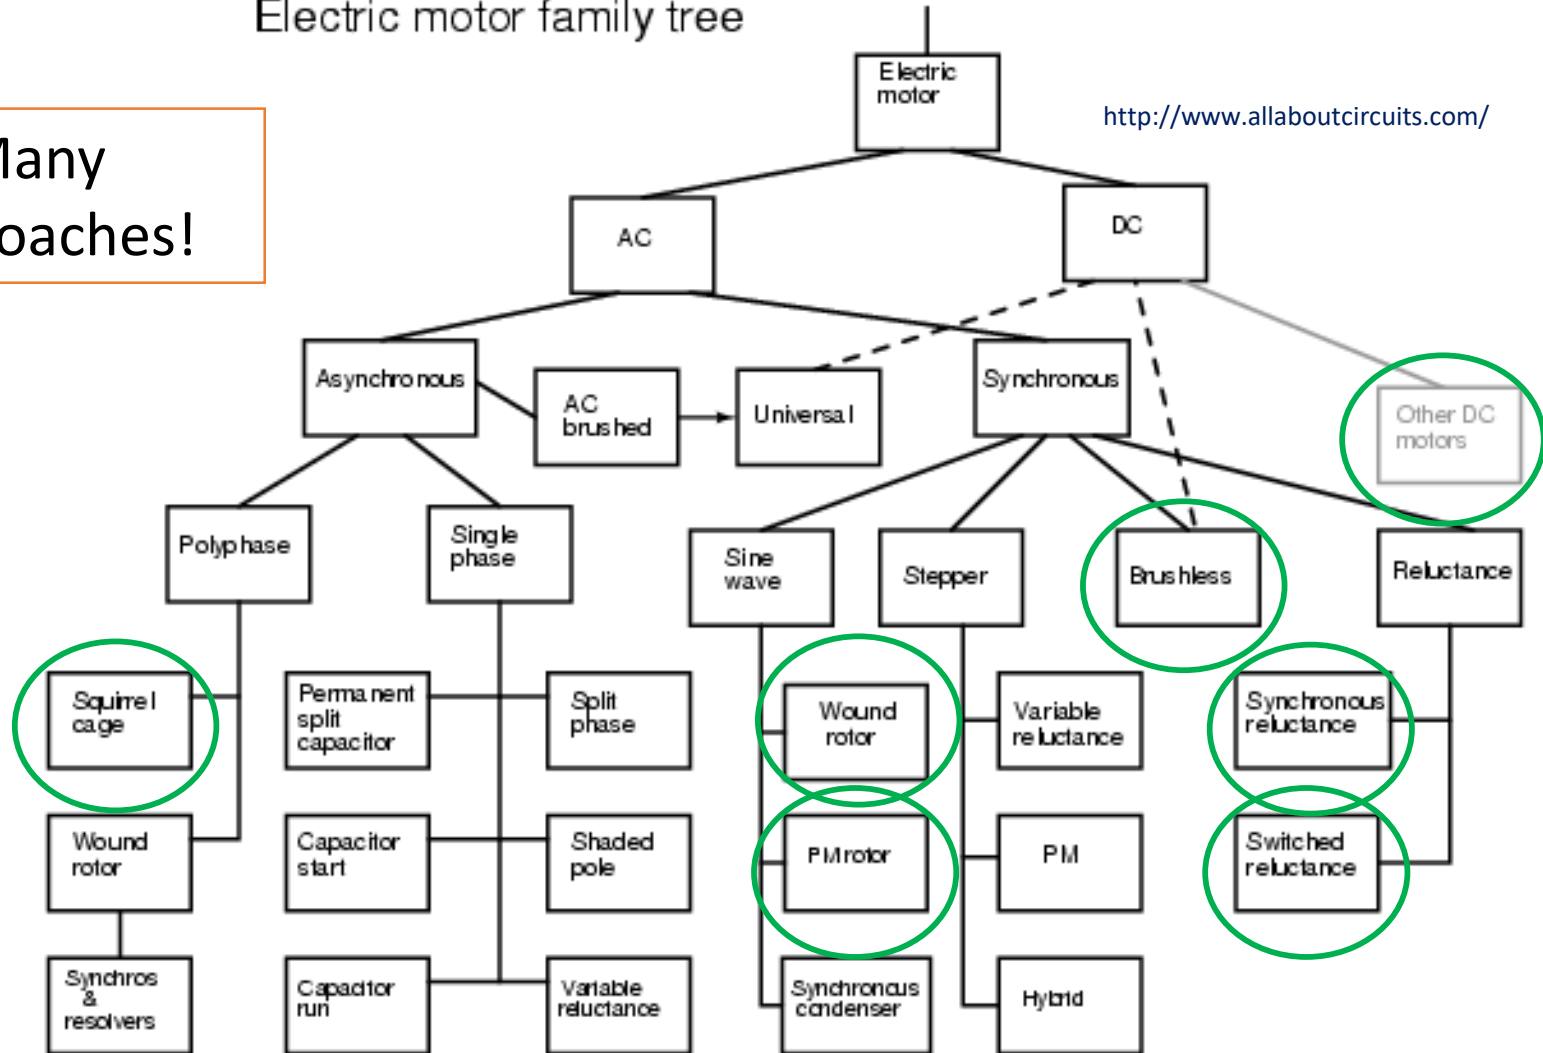 Electric motor family tree
Electric
motor
http://www.allaboutcircuits.com/
Many
oaches!
AC
DC
Asynchronous
AC
brushed
Universal
Synchronous
Other DC
motors
Polyphase
Single
phase
Sine
wave
Stepper
Brushless
Reluctance
Squirrel
cage
Permanent
split
capacitor
Split
phase
Wound
rotor
Variable
reluctance
Synchronous
reluctance
Wound
rotor
Capacitor
start
Shaded
pole
PM rotor
PM
Switched
reluctance
Synchros
&
resolvers
Capacitor
run
Variable
reluctance
Synchronous
condenser
Hybrid